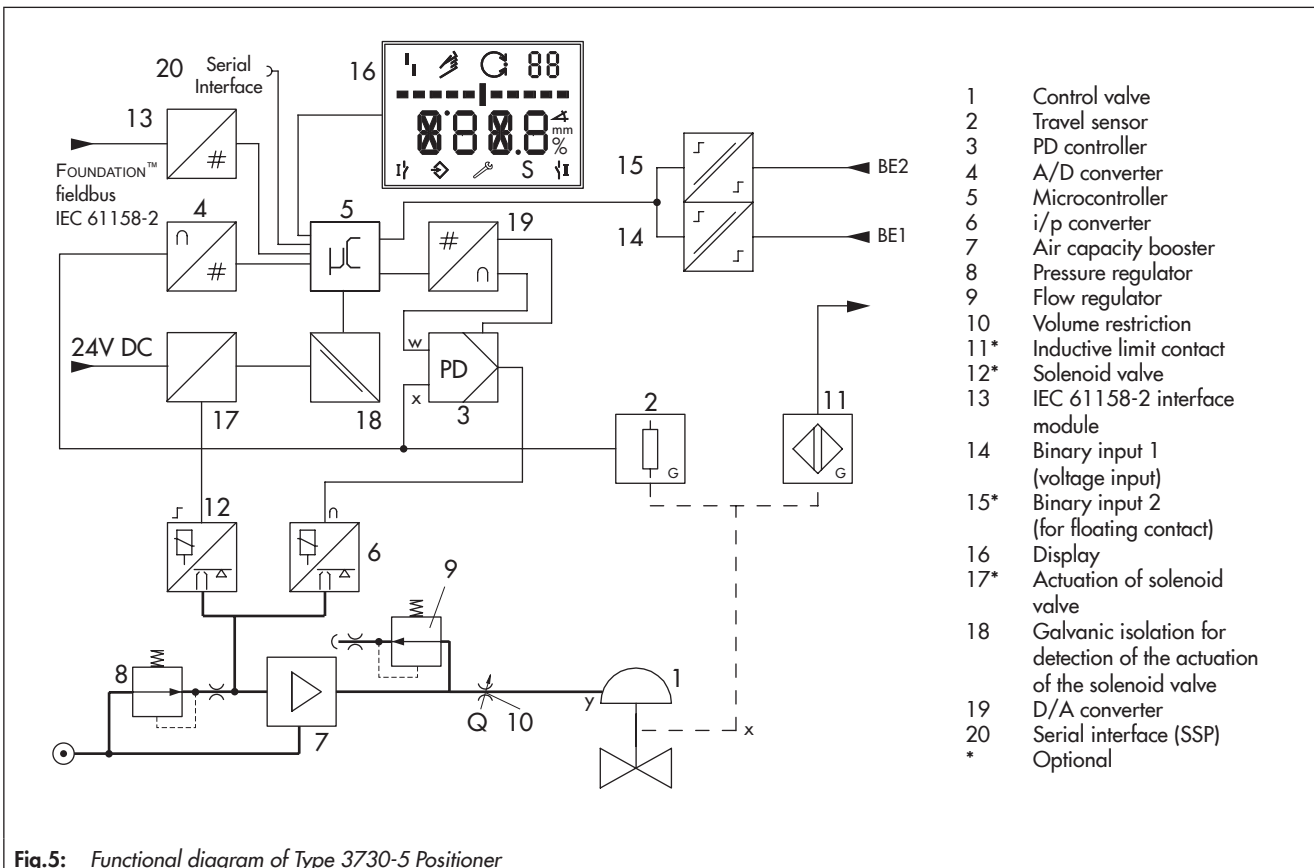 20 Serial
Interface
16
88
8.8.8.8
mm
%
S
13
#
FOUNDATION™
fieldbus
IEC 61158-2
4
∩
#
5
µC
#
∩
19
15
BE2
14
BE1
24V DC
17
18
w
PD
x
3
2
G
11
G
12
∩
6
9
8
7
Q 10
y
1
x
1 Control valve
2 Travel sensor
3 PD controller
4 A/D converter
5 Microcontroller
6 i/p converter
7 Air capacity booster
8 Pressure regulator
9 Flow regulator
10 Volume restriction
11* Inductive limit contact
12* Solenoid valve
13 IEC 61158-2 interface
module
14 Binary input 1
(voltage input)
15* Binary input 2
(for floating contact)
16 Display
17* Actuation of solenoid
valve
18 Galvanic isolation for
detection of the actuation
of the solenoid valve
19 D/A converter
20 Serial interface (SSP)
* Optional
Fig.5: Functional diagram of Type 3730-5 Positioner